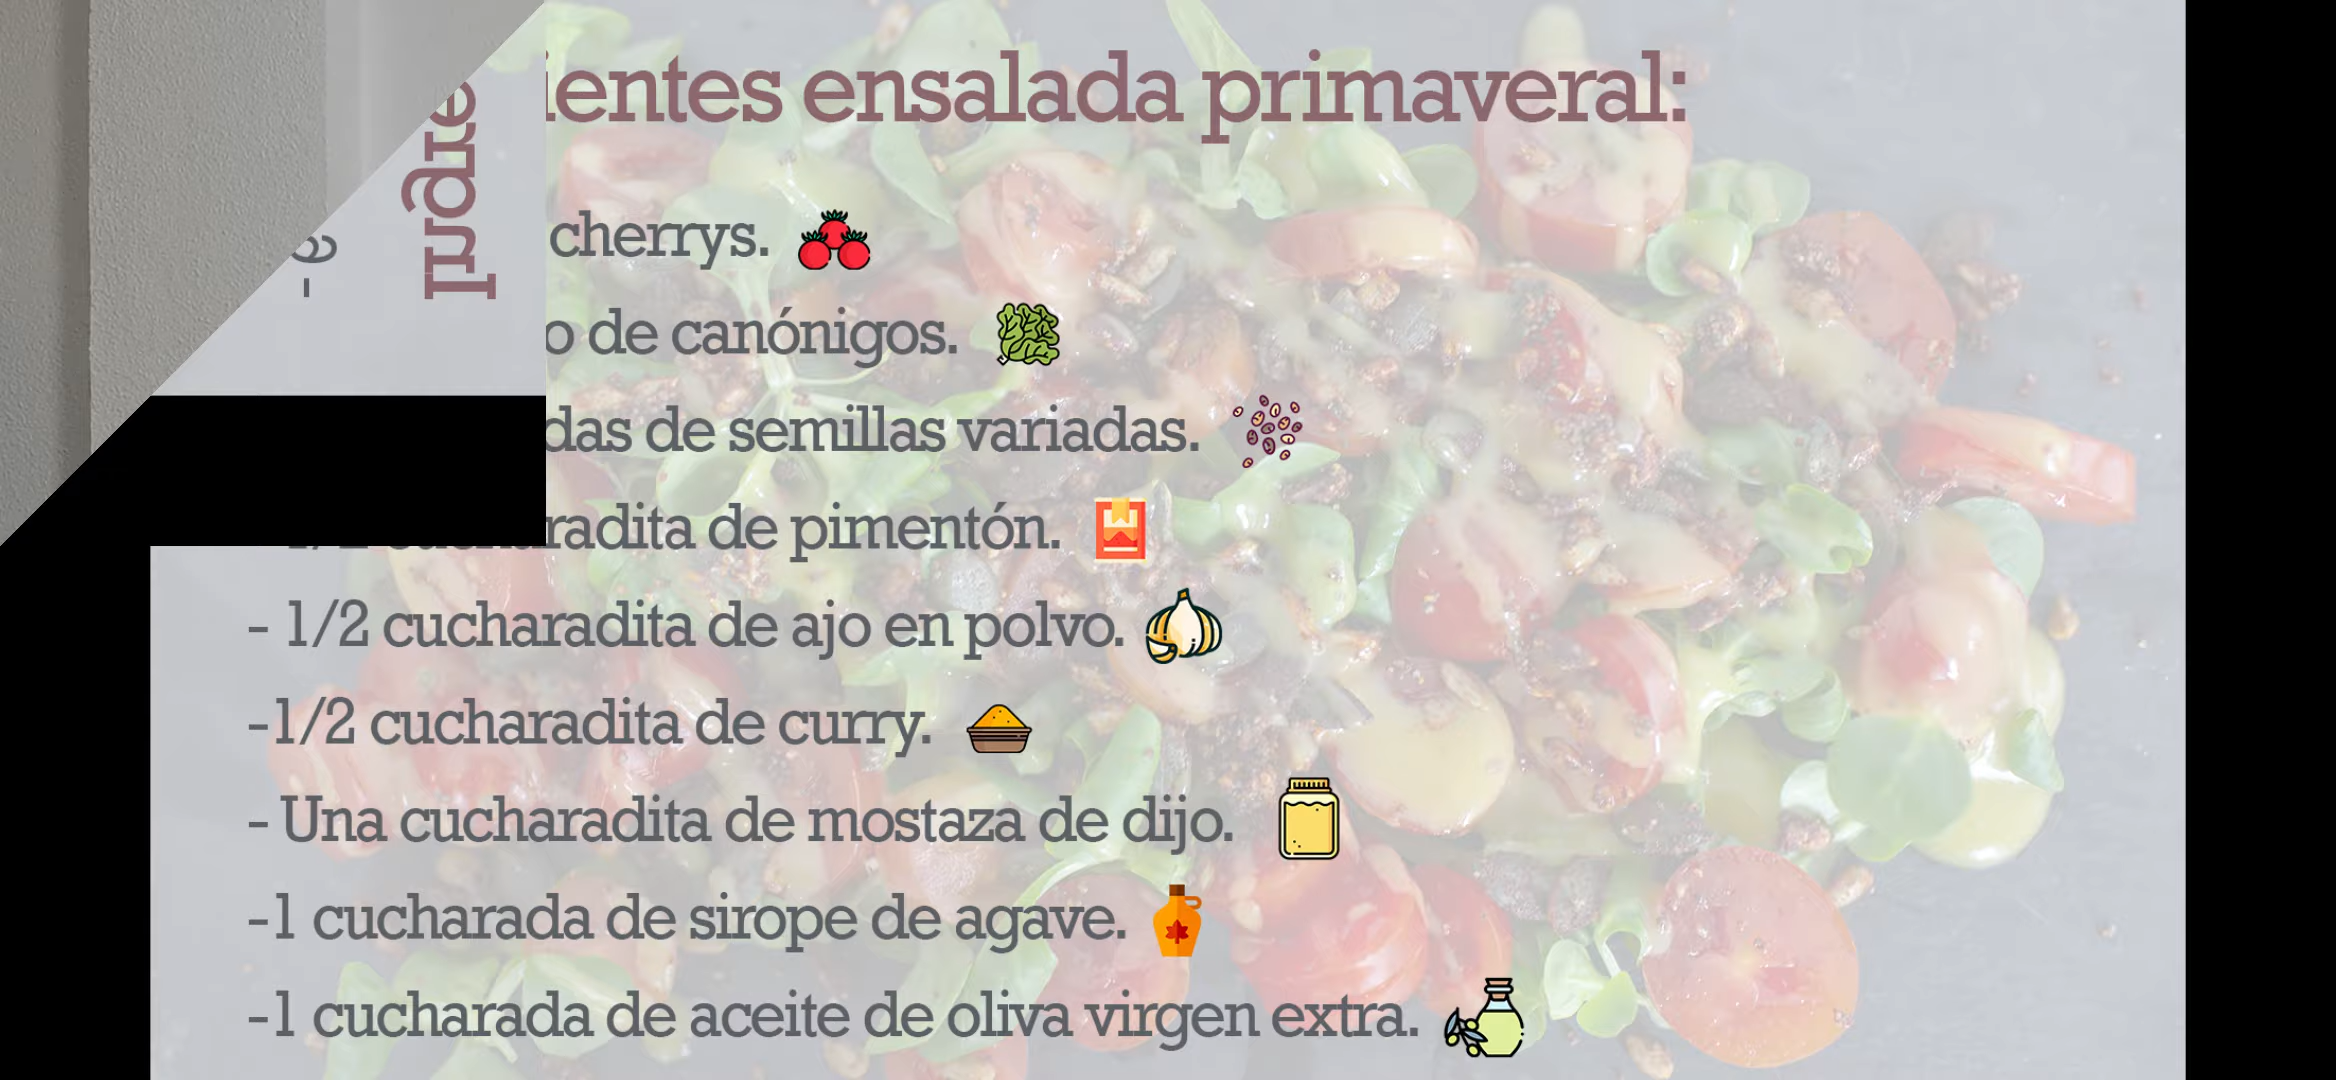 ientes ensalada primaveral:
cherrys.
o de canónigos.
das de semillas variadas.
radita de pimentón.
- 1/2 cucharadita de ajo en polvo.
-1/2 cucharadita de curry.
- Una cucharadita de mostaza de dijo.
-1 cucharada de sirope de agave.
-1 cucharada de aceite de oliva virgen extra.